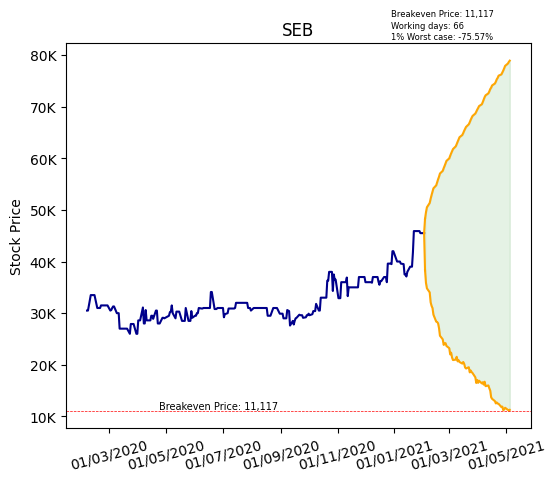 Breakeven Price: 11,117
Working days: 66
1% Worst case: -75.57%
SEB
Stock Price
80K
70K
60K
50K
40K
30K
20K
10K
Breakeven Price: 11,117
01/03/2020
01/05/2020
01/07/2020
01/09/2020
01/11/2020
01/01/2021
01/03/2021
01/05/2021